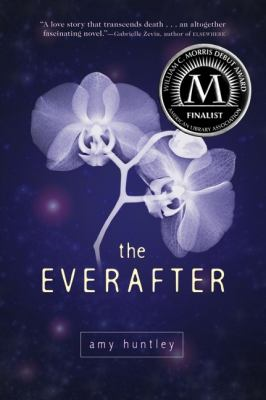 "A love story that transcends death . . . an altogether
fascinating novel."—Gabrielle Zevin, author of ELSEWHERE
WILLIAM C. MORRIS DEBUT AWARD
M
FINALIST
AMERICAN LIBRARY ASSOCIATION
the
EVERAFTER
amy huntley